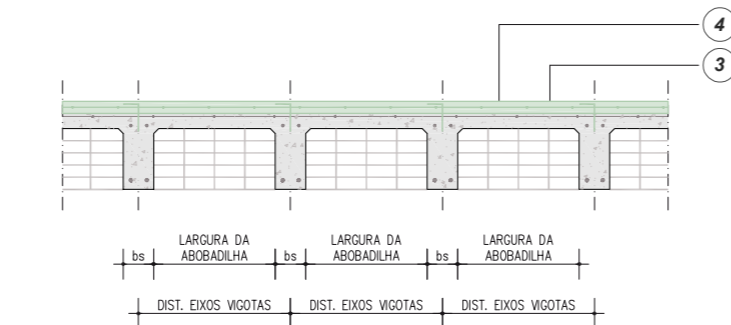 4
3
LARGURA DA
ABOBADILHA
LARGURA DA
ABOBADILHA
LARGURA DA
ABOBADILHA
bs
bs
bs
DIST. EIXOS VIGOTAS
DIST. EIXOS VIGOTAS
DIST. EIXOS VIGOTAS